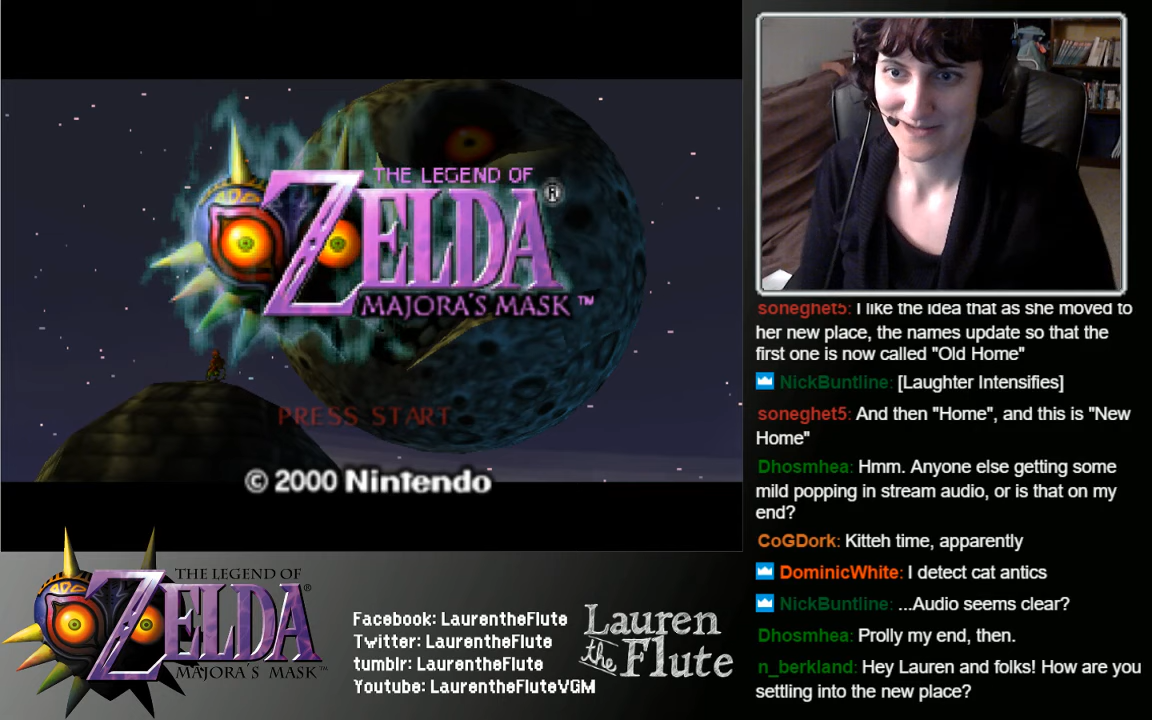 THE LEGEND OF
ZELDA®
MAJORA'S MASK™
PRESS START
© 2000 Nintendo
THE LEGEND OF
ZELDA®
MAJORA'S MASK™
Facebook: LaurentheFlute
Twitter: LaurentheFlute
tumblr: LaurentheFlute
Youtube: LaurentheFluteVGM
Lauren
the Flute
soneghet5: I like the idea that as she moved to
her new place, the names update so that the
first one is now called "Old Home"
NickBuntline: [Laughter Intensifies]
soneghet5: And then "Home", and this is "New
Home"
Dhosmhea: Hmm. Anyone else getting some
mild popping in stream audio, or is that on my
end?
CoGDork: Kitteh time, apparently
DominicWhite: I detect cat antics
NickBuntline: ...Audio seems clear?
Dhosmhea: Prolly my end, then.
n_berkland: Hey Lauren and folks! How are you
settling into the new place?